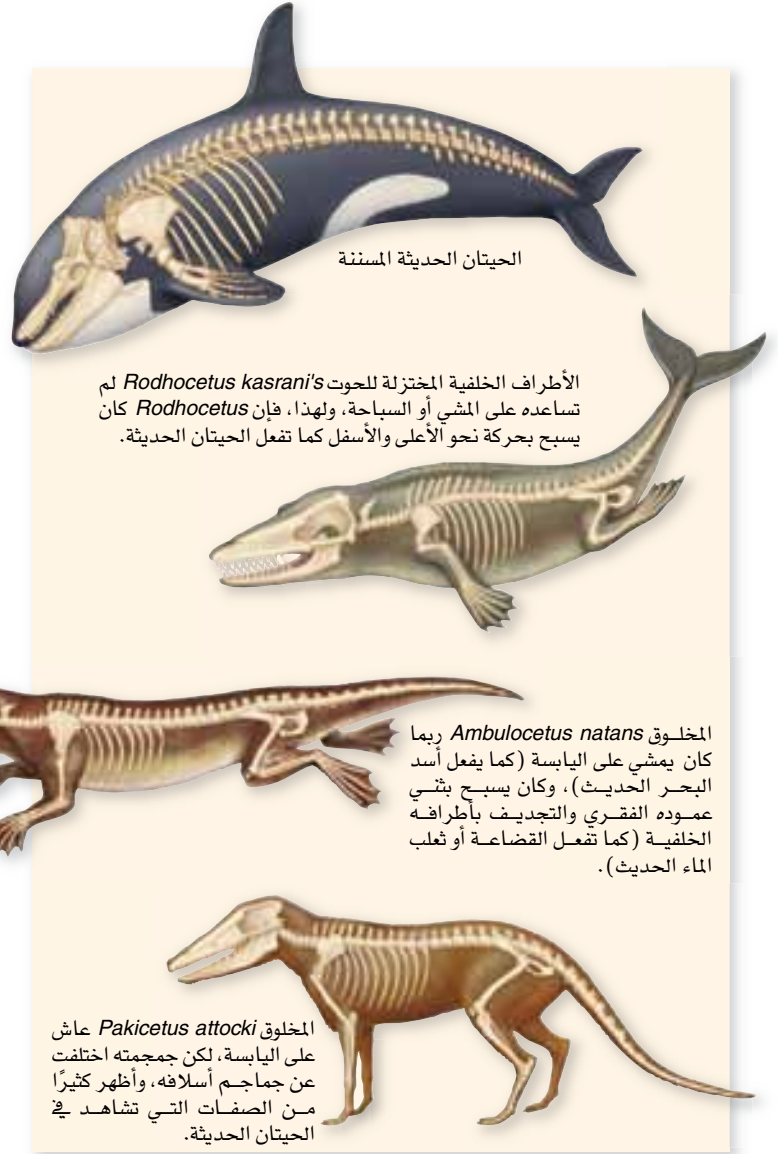 الحيتان الحديثة المسننة
الأطراف الخلفية المختزلة للحوت Rodhocetus kasrani's لم
تساعده على المشي أو السباحة، ولهذا، فإن Rodhocetus كان
يسبح بحركة نحو الأعلى والأسفل كما تفعل الحيتان الحديثة.
المخلوق Ambulocetus natans ربما
كان يمشي على اليابسة (كما يفعل أسد
البحر الحديث)، وكان يسبح بثني
عموده الفقري والتجديف بأطرافه
الخلفية (كما تفعل القضاعة أو ثعلب
الماء الحديث).
المخلوق Pakicetus attocki عاش
على اليابسة، لكن جمجمته اختلفت
عن جماجم أسلافه، وأظهر كثيرًا
من الصفات التي تشاهد في
الحيتان الحديثة.